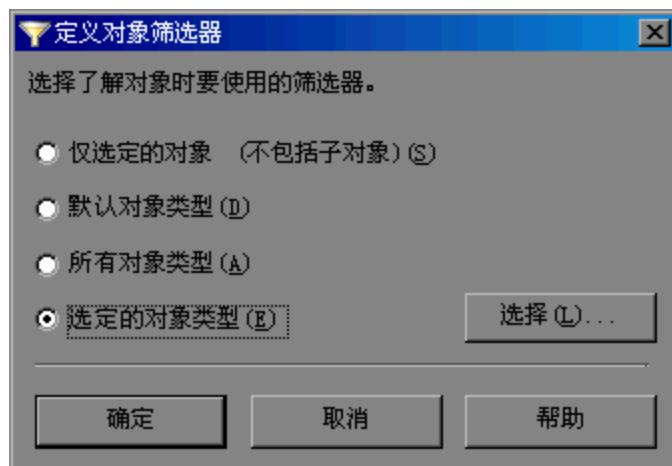 定义对象筛选器
选择了解对象时要使用的筛选器。
仅选定的对象 (不包括子对象)(S)
默认对象类型(D)
所有对象类型(A)
选定的对象类型(E)
选择(L)...
确定 取消 帮助